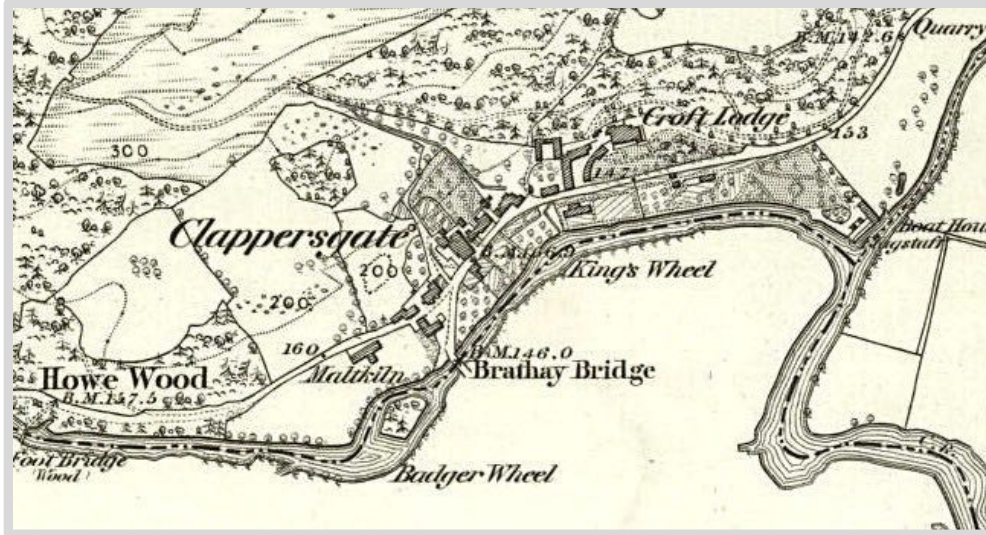 Quarry
B.M.142.6
Croft Lodge
153
300
147
Clappersgate
Boat Hou
Flagstaff
200
King's Wheel
200
160
B.M.146.0
Maltkiln
Brathay Bridge
Howe Wood
B.M.157.5
Foot Bridge
(Wood)
Badger Wheel